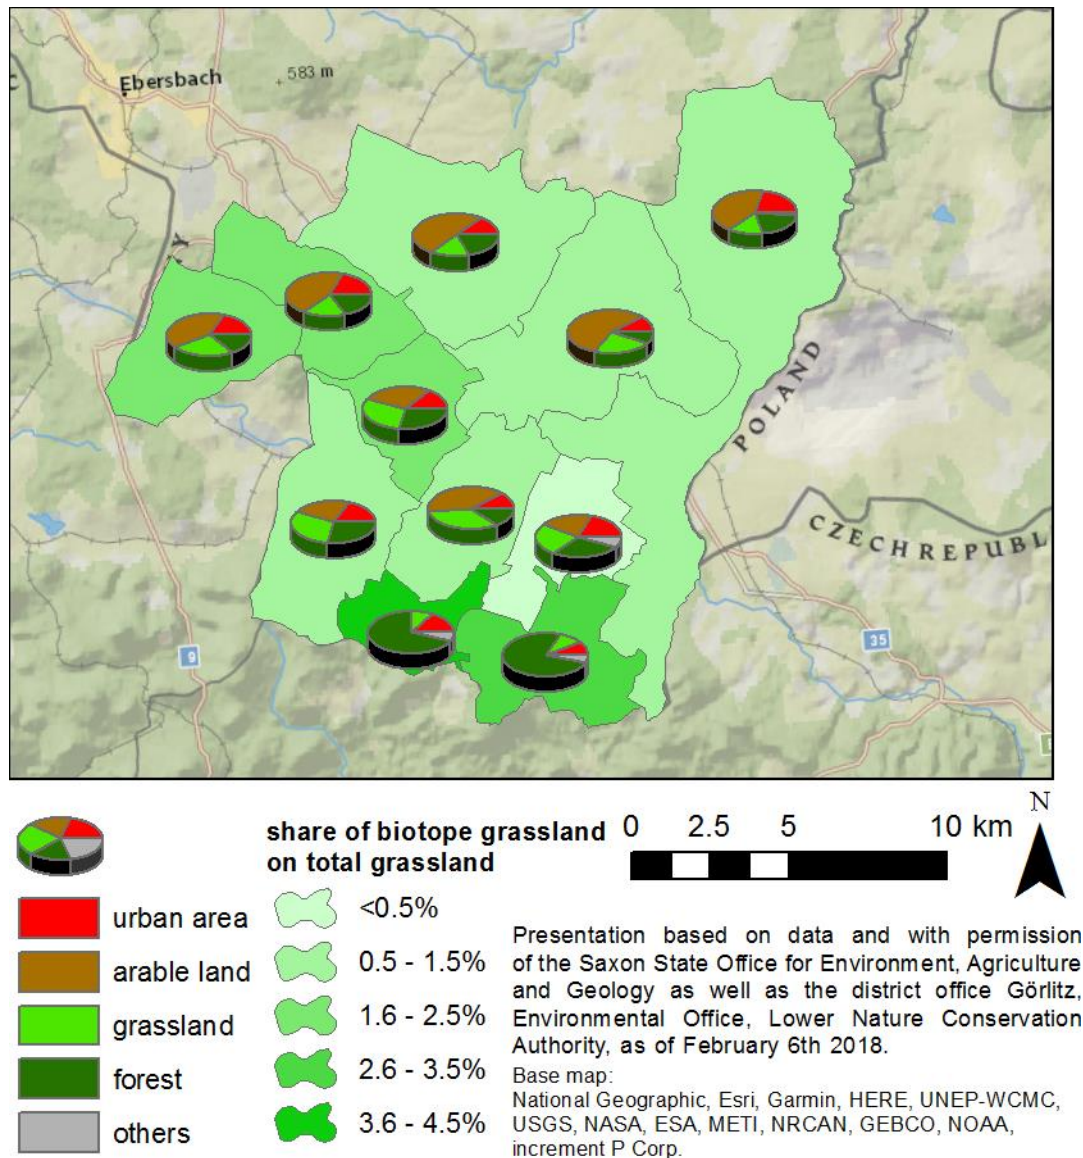 Ebersbach
583 m
Y
POLAND
CZECHREPUBL
9
35
share of biotope grassland
on total grassland
0 2.5 5 10 km
N
urban area
arable land
grassland
forest
others
<0.5%
0.5 - 1.5%
1.6 - 2.5%
2.6 - 3.5%
3.6 - 4.5%
Presentation based on data and with permission
of the Saxon State Office for Environment, Agriculture
and Geology as well as the district office Görlitz,
Environmental Office, Lower Nature Conservation
Authority, as of February 6th 2018.
Base map:
National Geographic, Esri, Garmin, HERE, UNEP-WCMC,
USGS, NASA, ESA, METI, NRCAN, GEBCO, NOAA,
increment P Corp.